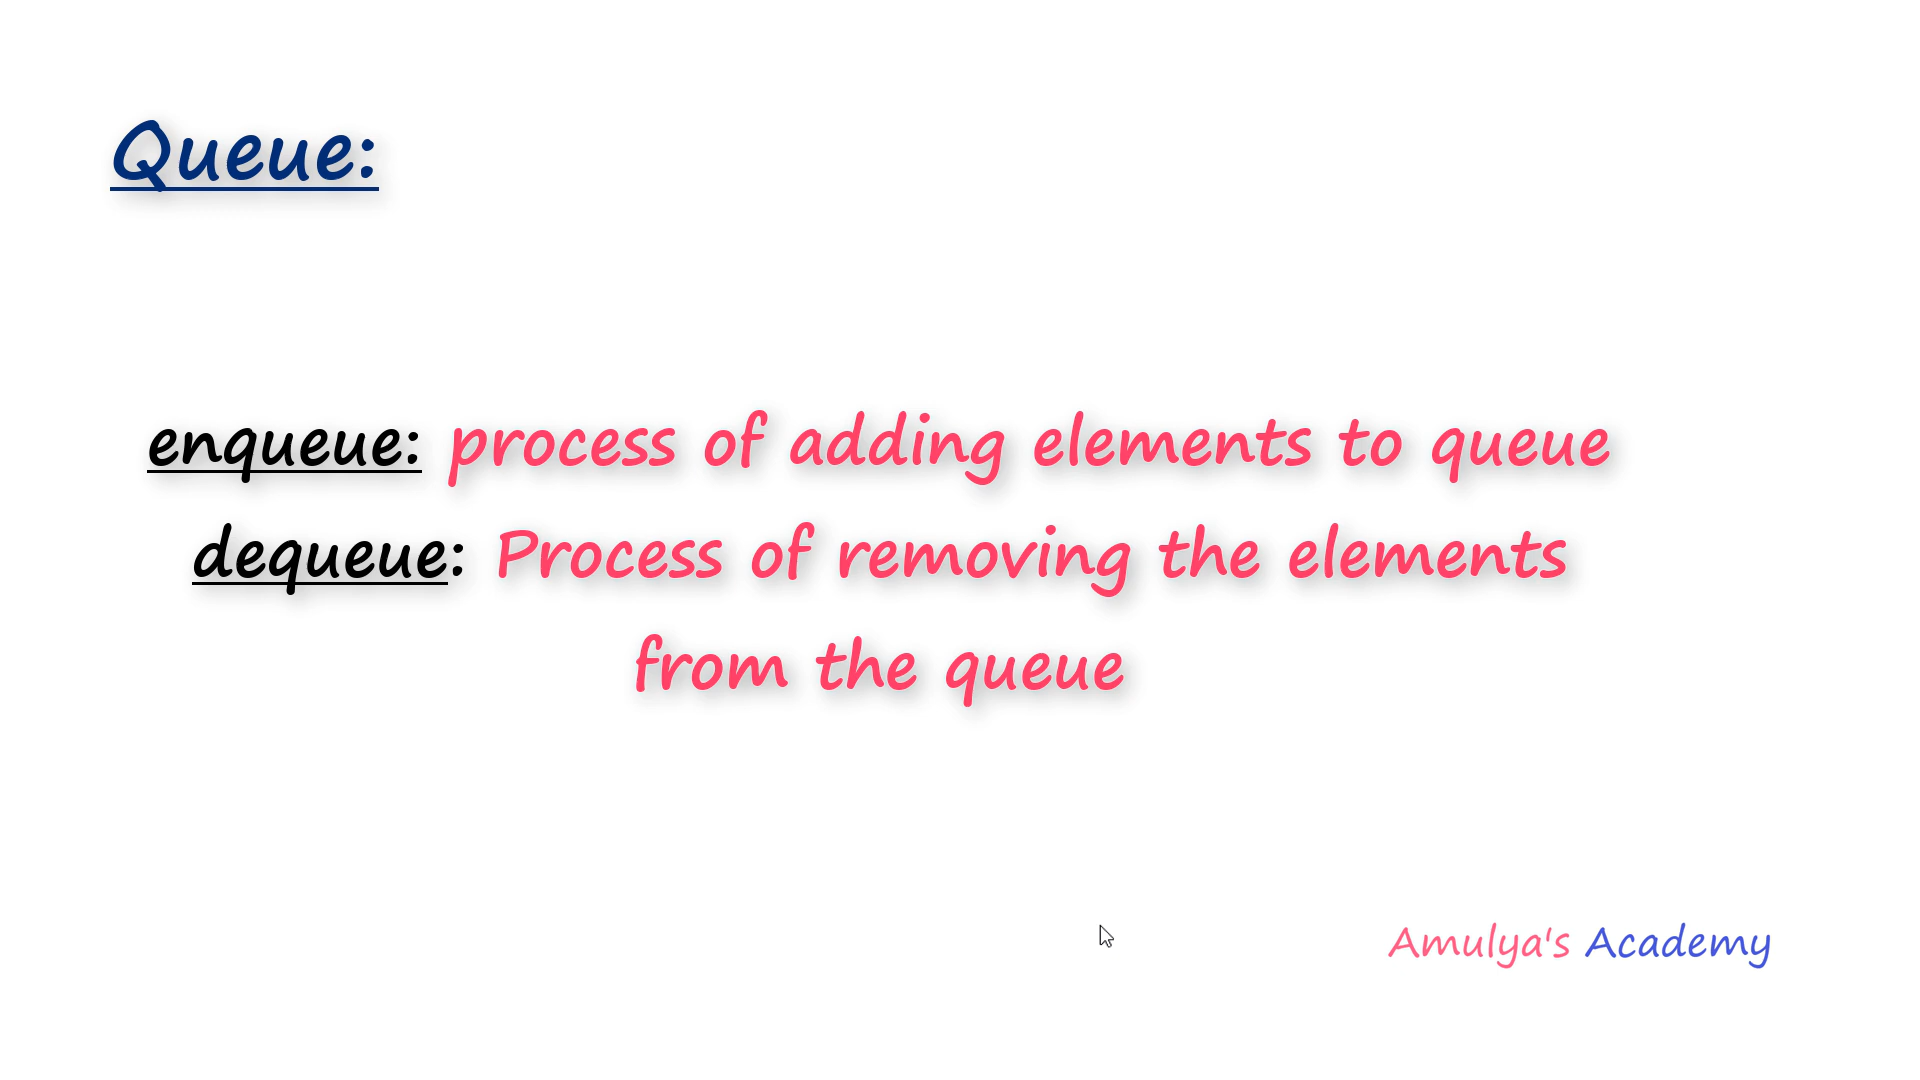 Queue:
enqueue: process of adding elements to queue
dequeue: Process of removing the elements
from the queue
Amulya's Academy